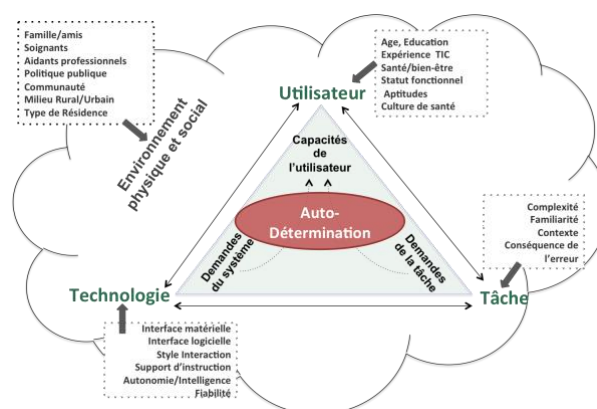 Famille/amis
Soignants
Aidants professionnels
Politique publique
Communauté
Milieu Rural/Urbain
Type de Résidence
Environnement
physique et social
Age, Education
Expérience TIC
Santé/bien-être
Statut fonctionnel
Aptitudes
Culture de santé
Utilisateur
Capacités
de
l'utilisateur
Auto-
Détermination
Demandes
du système
Demandes
de la tâche
Complexité
Familiarité
Contexte
Conséquence de
l'erreur
Technologie
Tâche
Interface matérielle
Interface logicielle
Style Interaction
Support d'instruction
Autonomie/Intelligence
Fiabilité